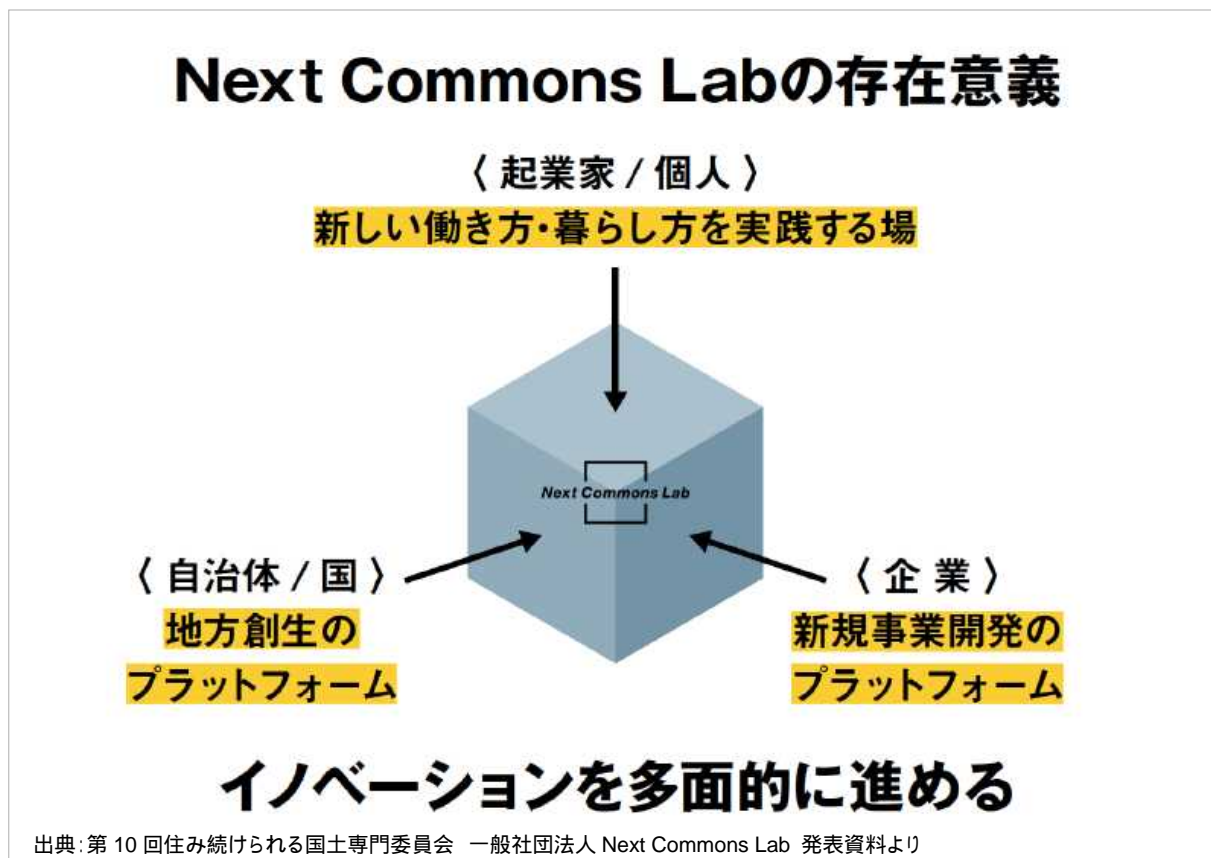 Next Commons Labの存在意義
〈 起業家 / 個人 〉
新しい働き方・暮らし方を実践する場
Next Commons Lab
〈 自治体 / 国 〉
地方創生の
プラットフォーム
〈 企 業 〉
新規事業開発の
プラットフォーム
イノベーションを多面的に進める
出典：第 10 回住み続けられる国土専門委員会 一般社団法人 Next Commons Lab 発表資料より